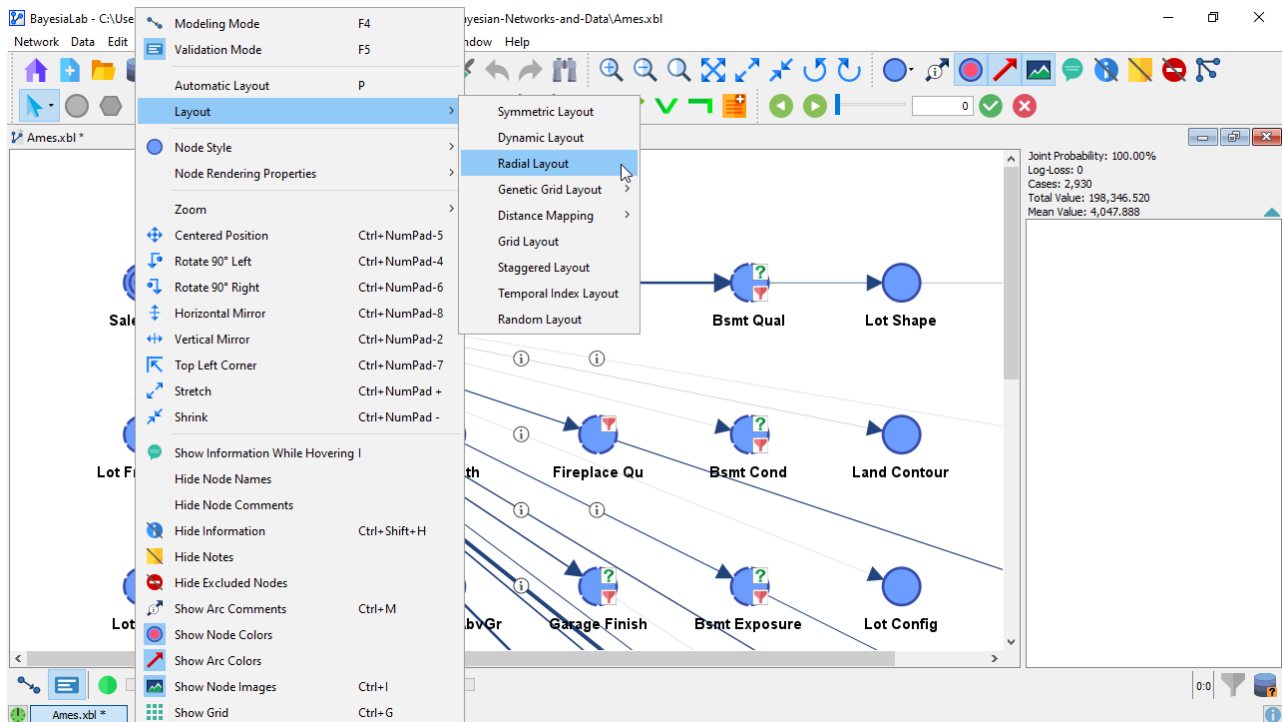 BayesiaLab - C:\Use
ayesian-Networks-and-Data\Ames.xbl
Network Data Edit
ndow Help
Modeling Mode F4
Validation Mode F5
Automatic Layout P
Layout
Node Style
Node Rendering Properties
Zoom
Centered Position Ctrl+NumPad-5
Rotate 90° Left Ctrl+NumPad-4
Rotate 90° Right Ctrl+NumPad-6
Horizontal Mirror Ctrl+NumPad-8
Vertical Mirror Ctrl+NumPad-2
Top Left Corner Ctrl+NumPad-7
Stretch Ctrl+NumPad +
Shrink Ctrl+NumPad -
Show Information While Hovering I
Hide Node Names
Hide Node Comments
Hide Information Ctrl+Shift+H
Hide Notes
Hide Excluded Nodes
Show Arc Comments Ctrl+M
Show Node Colors
Show Arc Colors
Show Node Images Ctrl+I
Show Grid Ctrl+G
Symmetric Layout
Dynamic Layout
Radial Layout
Genetic Grid Layout
Distance Mapping
Grid Layout
Staggered Layout
Temporal Index Layout
Random Layout
0
Ames.xbl *
Joint Probability: 100.00%
Log-Loss: 0
Cases: 2,930
Total Value: 198,346.520
Mean Value: 4,047.888
Sale
Bsmt Qual
Lot Shape
Lot Fr
th
Fireplace Qu
Bsmt Cond
Land Contour
Lot
bvGr
Garage Finish
Bsmt Exposure
Lot Config
0:0
Ames.xbl *